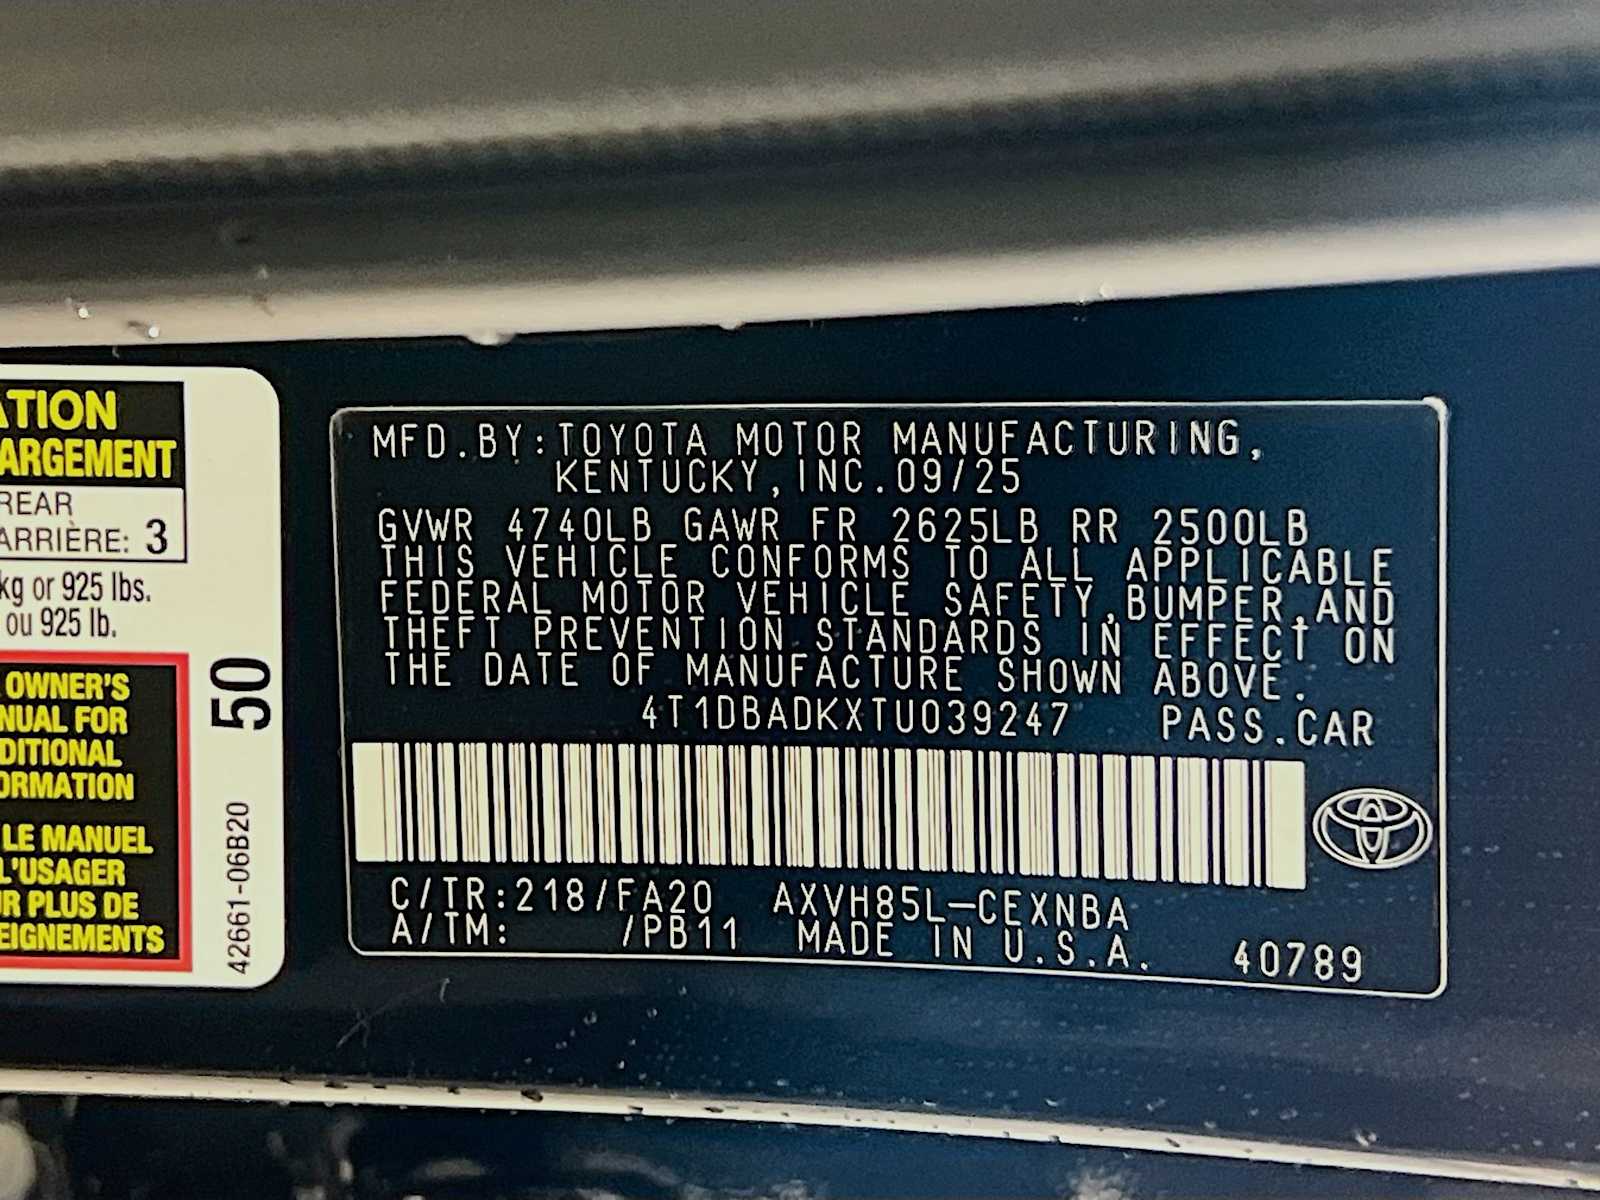 ATION
ARGEMENT
REAR
ARRIÈRE: 3
kg or 925 lbs.
ou 925 lb.
OWNER'S
NUAL FOR
DITIONAL
ORMATION
LE MANUEL
L'USAGER
R PLUS DE
EIGNEMENTS
50
42661-06B20
MFD.BY:TOYOTA MOTOR MANUFACTURING,
KENTUCKY,INC.09/25
GVWR 4740LB GAWR FR 2625LB RR 2500LB
THIS VEHICLE CONFORMS TO ALL APPLICABLE
FEDERAL MOTOR VEHICLE SAFETY,BUMPER,AND
THEFT PREVENTION STANDARDS IN EFFECT ON
THE DATE OF MANUFACTURE SHOWN ABOVE.
4T1DBADKXTU039247 PASS.CAR
C/TR:218/FA20 AXVH85L-CEXNBA
A/TM: /PB11 MADE IN U.S.A. 40789